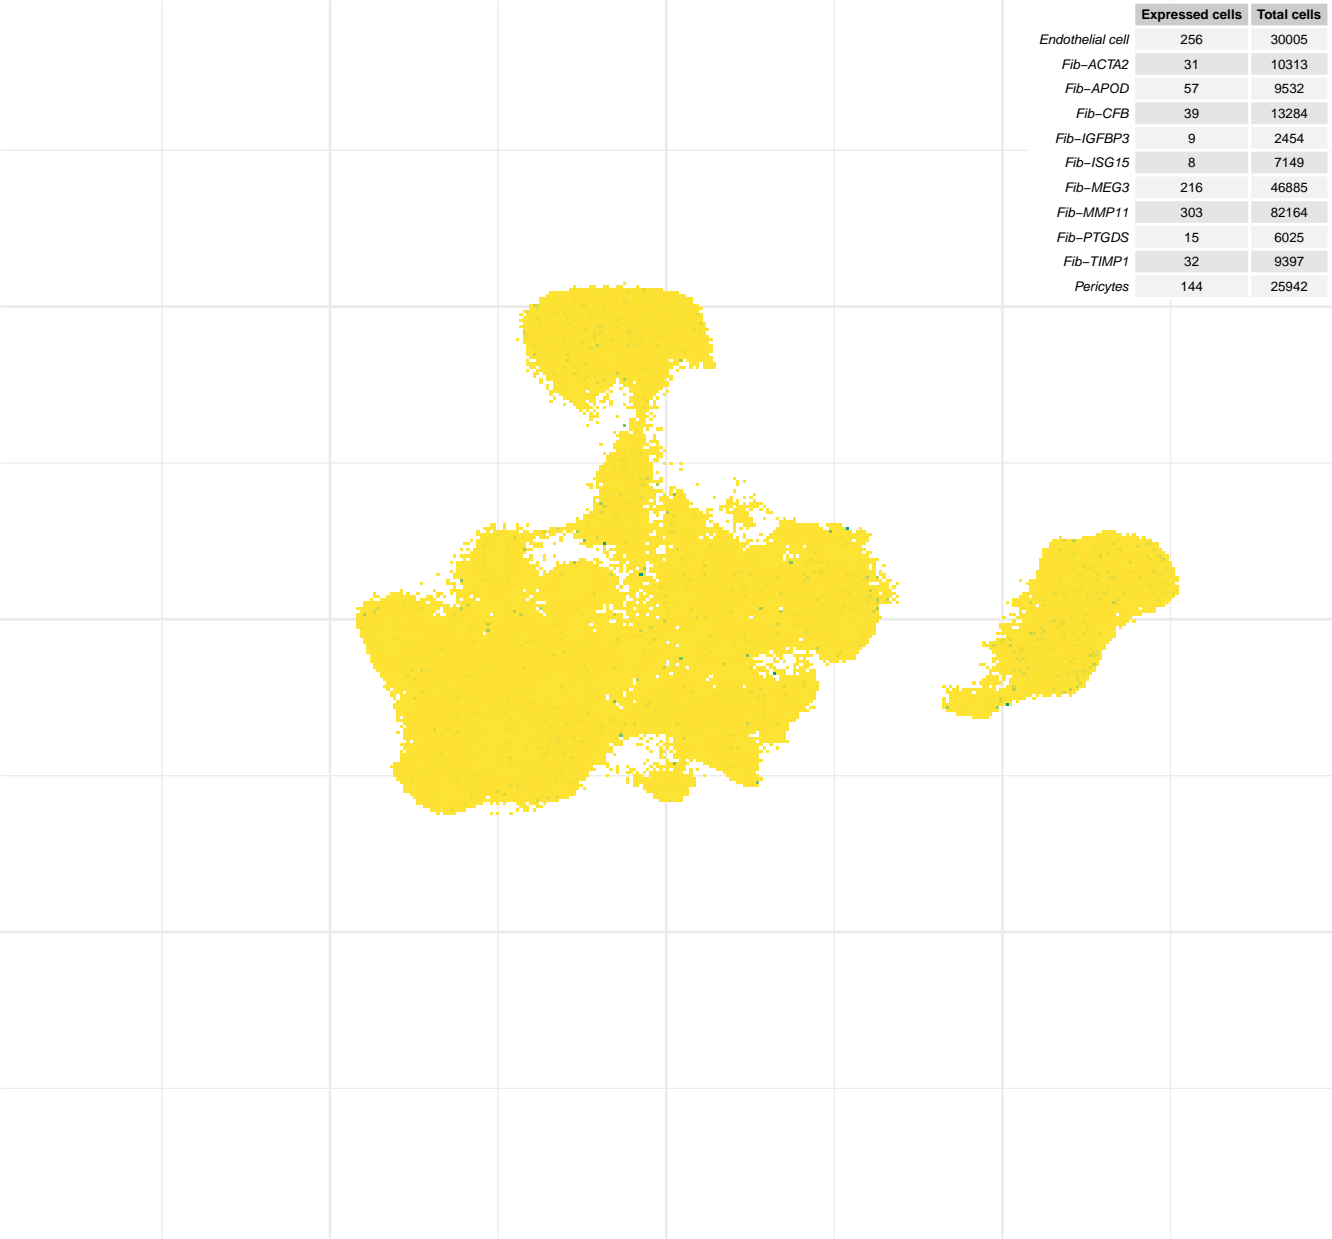 Expressed cells Total cells
Endothelial cell 256 30005
Fib−ACTA2 31 10313
Fib−APOD 57 9532
Fib−CFB 39 13284
Fib−IGFBP3 9 2454
Fib−ISG15 8 7149
Fib−MEG3 216 46885
Fib−MMP11 303 82164
Fib−PTGDS 15 6025
Fib−TIMP1 32 9397
Pericytes 144 25942